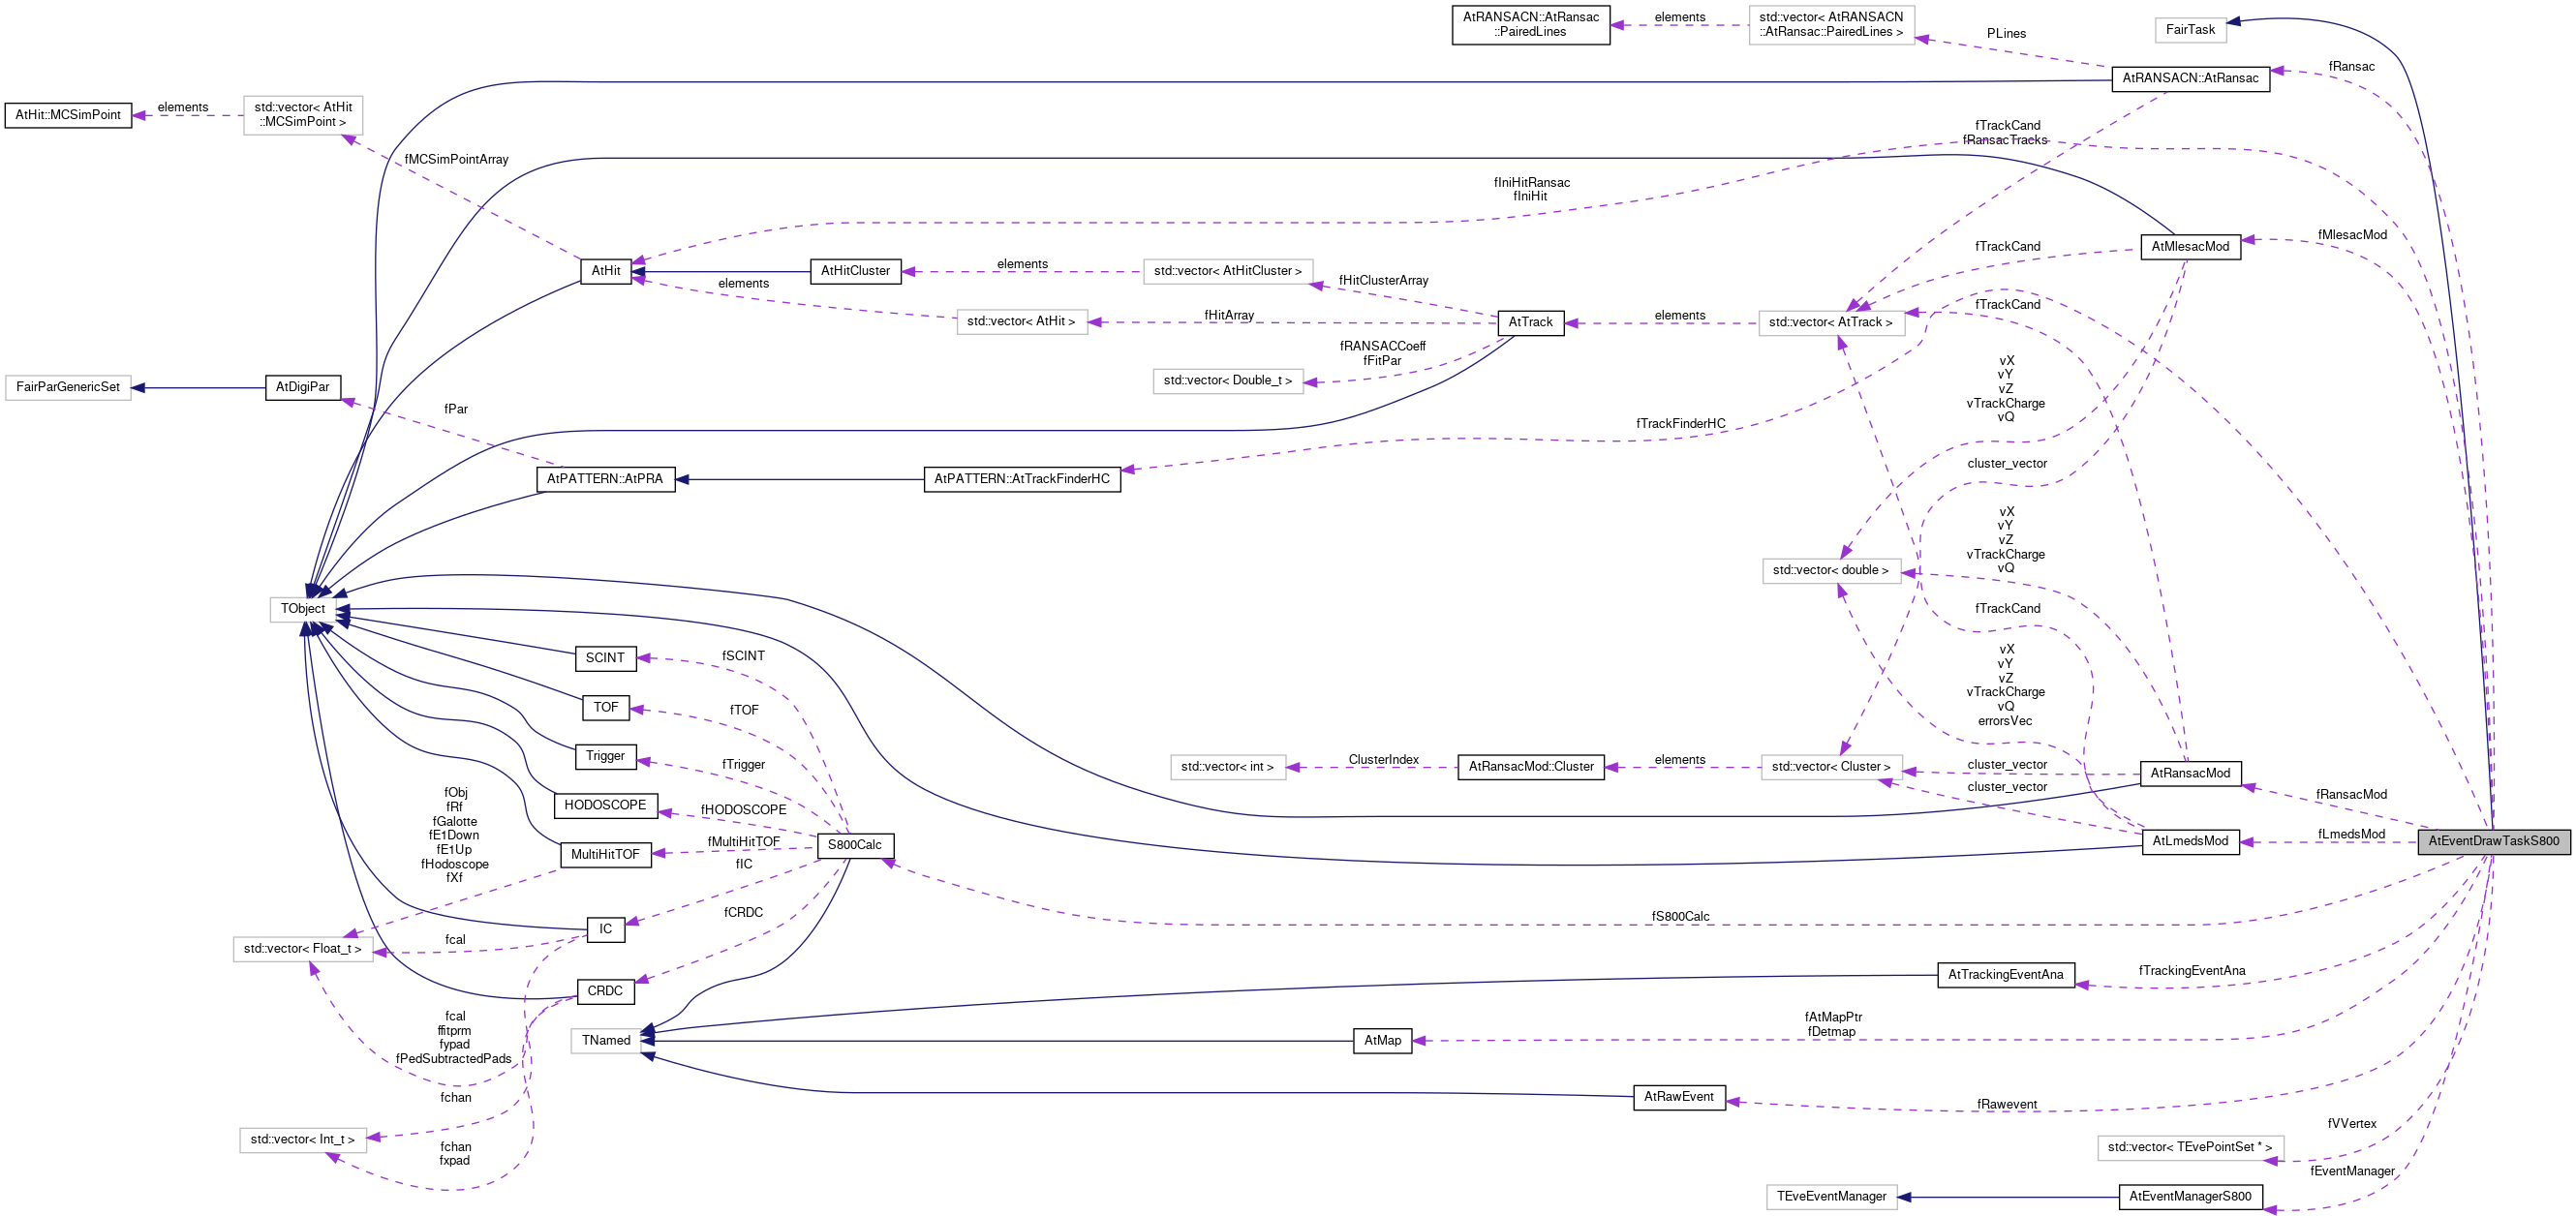 AtRANSACN::AtRansac
::PairedLines
elements
std::vector< AtRANSACN
::AtRansac::PairedLines >
PLines
FairTask
AtRANSACN::AtRansac
fRansac
AtHit::MCSimPoint
elements
std::vector< AtHit
::MCSimPoint >
fMCSimPointArray
fTrackCand
fRansacTracks
fIniHitRansac
fIniHit
AtHit
AtHitCluster
elements
std::vector< AtHitCluster >
fHitClusterArray
elements
std::vector< AtHit >
fHitArray
AtTrack
elements
std::vector< AtTrack >
fTrackCand
AtMlesacMod
fMlesacMod
fTrackCand
fRANSACCoeff
fFitPar
std::vector< Double_t >
FairParGenericSet
AtDigiPar
fPar
vX
vY
vZ
vTrackCharge
vQ
fTrackFinderHC
AtPATTERN::AtPRA
AtPATTERN::AtTrackFinderHC
cluster_vector
vX
vY
vZ
vTrackCharge
vQ
std::vector< double >
TObject
fTrackCand
SCINT
fSCINT
TOF
fTOF
vX
vY
vZ
vTrackCharge
vQ
errorsVec
Trigger
fTrigger
std::vector< int >
ClusterIndex
AtRansacMod::Cluster
elements
std::vector< Cluster >
cluster_vector
cluster_vector
AtRansacMod
fRansacMod
HODOSCOPE
fHODOSCOPE
fObj
fRf
fGalotte
fE1Down
fE1Up
fHodoscope
fXf
MultiHitTOF
fMultiHitTOF
S800Calc
AtLmedsMod
fLmedsMod
AtEventDrawTaskS800
fIC
IC
fCRDC
fS800Calc
std::vector< Float_t >
fcal
CRDC
AtTrackingEventAna
fTrackingEventAna
fcal
ffitprm
fypad
fPedSubtractedPads
TNamed
AtMap
fAtMapPtr
fDetmap
fchan
AtRawEvent
fRawevent
std::vector< Int_t >
fchan
fxpad
fVVertex
std::vector< TEvePointSet * >
fEventManager
TEveEventManager
AtEventManagerS800